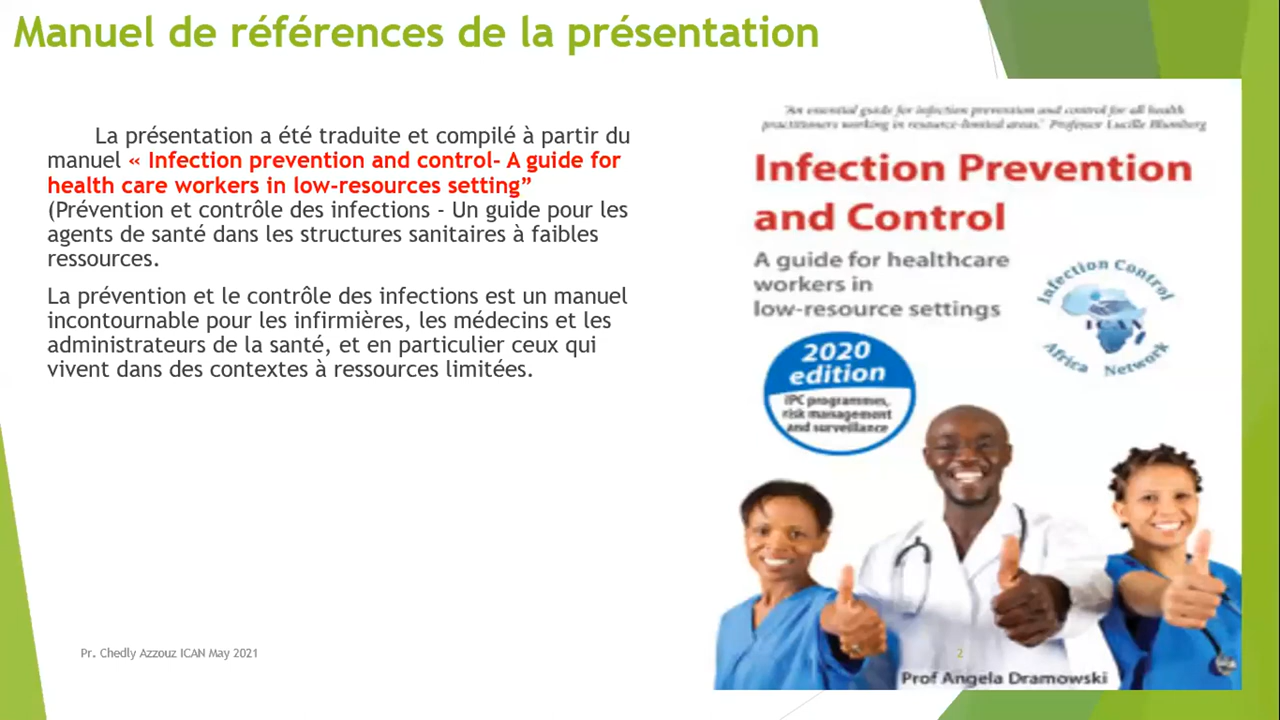 Manuel de références de la présentation
La présentation a été traduite et compilé à partir du
manuel « Infection prevention and control- A guide for
health care workers in low-resources setting”
(Prévention et contrôle des infections - Un guide pour les
agents de santé dans les structures sanitaires à faibles
ressources.
La prévention et le contrôle des infections est un manuel
incontournable pour les infirmières, les médecins et les
administrateurs de la santé, et en particulier ceux qui
vivent dans des contextes à ressources limitées.
'An essential guide for infection prevention and control for all health
practitioners working in resource-limited areas.' Professor Lucille Blumberg
Infection Prevention
and Control
A guide for healthcare
workers in
low-resource settings
Infection Control
ICAN
Africa Network
2020
edition
IPC programmes,
risk management
and surveillance
Prof Angela Dramowski
Pr. Chedly Azzouz ICAN May 2021
2